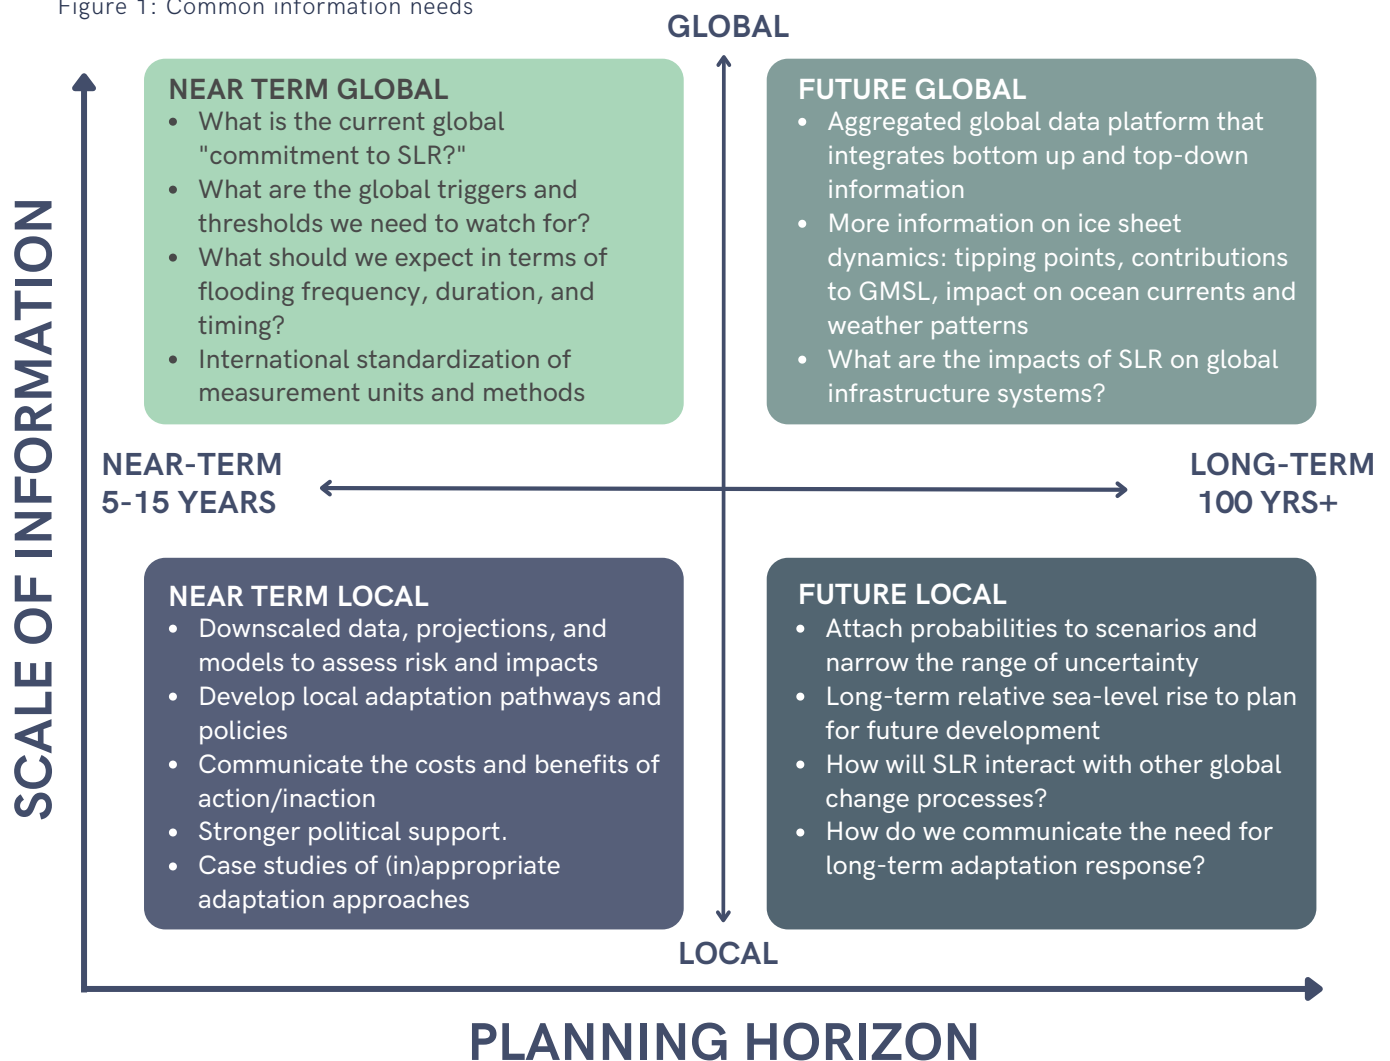 Figure 1: Common information needs
GLOBAL
NEAR TERM GLOBAL
• What is the current global
"commitment to SLR?"
• What are the global triggers and
thresholds we need to watch for?
• What should we expect in terms of
flooding frequency, duration, and
timing?
• International standardization of
measurement units and methods
FUTURE GLOBAL
• Aggregated global data platform that
integrates bottom up and top-down
information
• More information on ice sheet
dynamics: tipping points, contributions
to GMSL, impact on ocean currents and
weather patterns
• What are the impacts of SLR on global
infrastructure systems?
SCALE OF INFORMATION
NEAR-TERM
5-15 YEARS
LONG-TERM
100 YRS+
NEAR TERM LOCAL
• Downscaled data, projections, and
models to assess risk and impacts
• Develop local adaptation pathways and
policies
• Communicate the costs and benefits of
action/inaction
• Stronger political support.
• Case studies of (in)appropriate
adaptation approaches
FUTURE LOCAL
• Attach probabilities to scenarios and
narrow the range of uncertainty
• Long-term relative sea-level rise to plan
for future development
• How will SLR interact with other global
change processes?
• How do we communicate the need for
long-term adaptation response?
LOCAL
PLANNING HORIZON